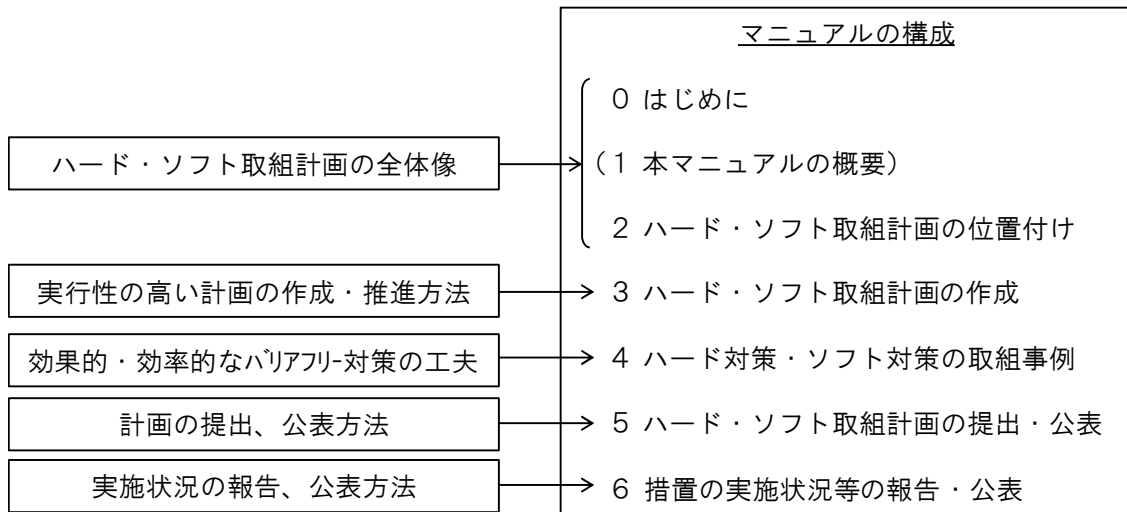 マニュアルの構成
0 はじめに
ハード・ソフト取組計画の全体像
(1 本マニュアルの概要)
2 ハード・ソフト取組計画の位置付け
実行性の高い計画の作成・推進方法
3 ハード・ソフト取組計画の作成
効果的・効率的なバリアフリー対策の工夫
4 ハード対策・ソフト対策の取組事例
計画の提出、公表方法
5 ハード・ソフト取組計画の提出・公表
実施状況の報告、公表方法
6 措置の実施状況等の報告・公表